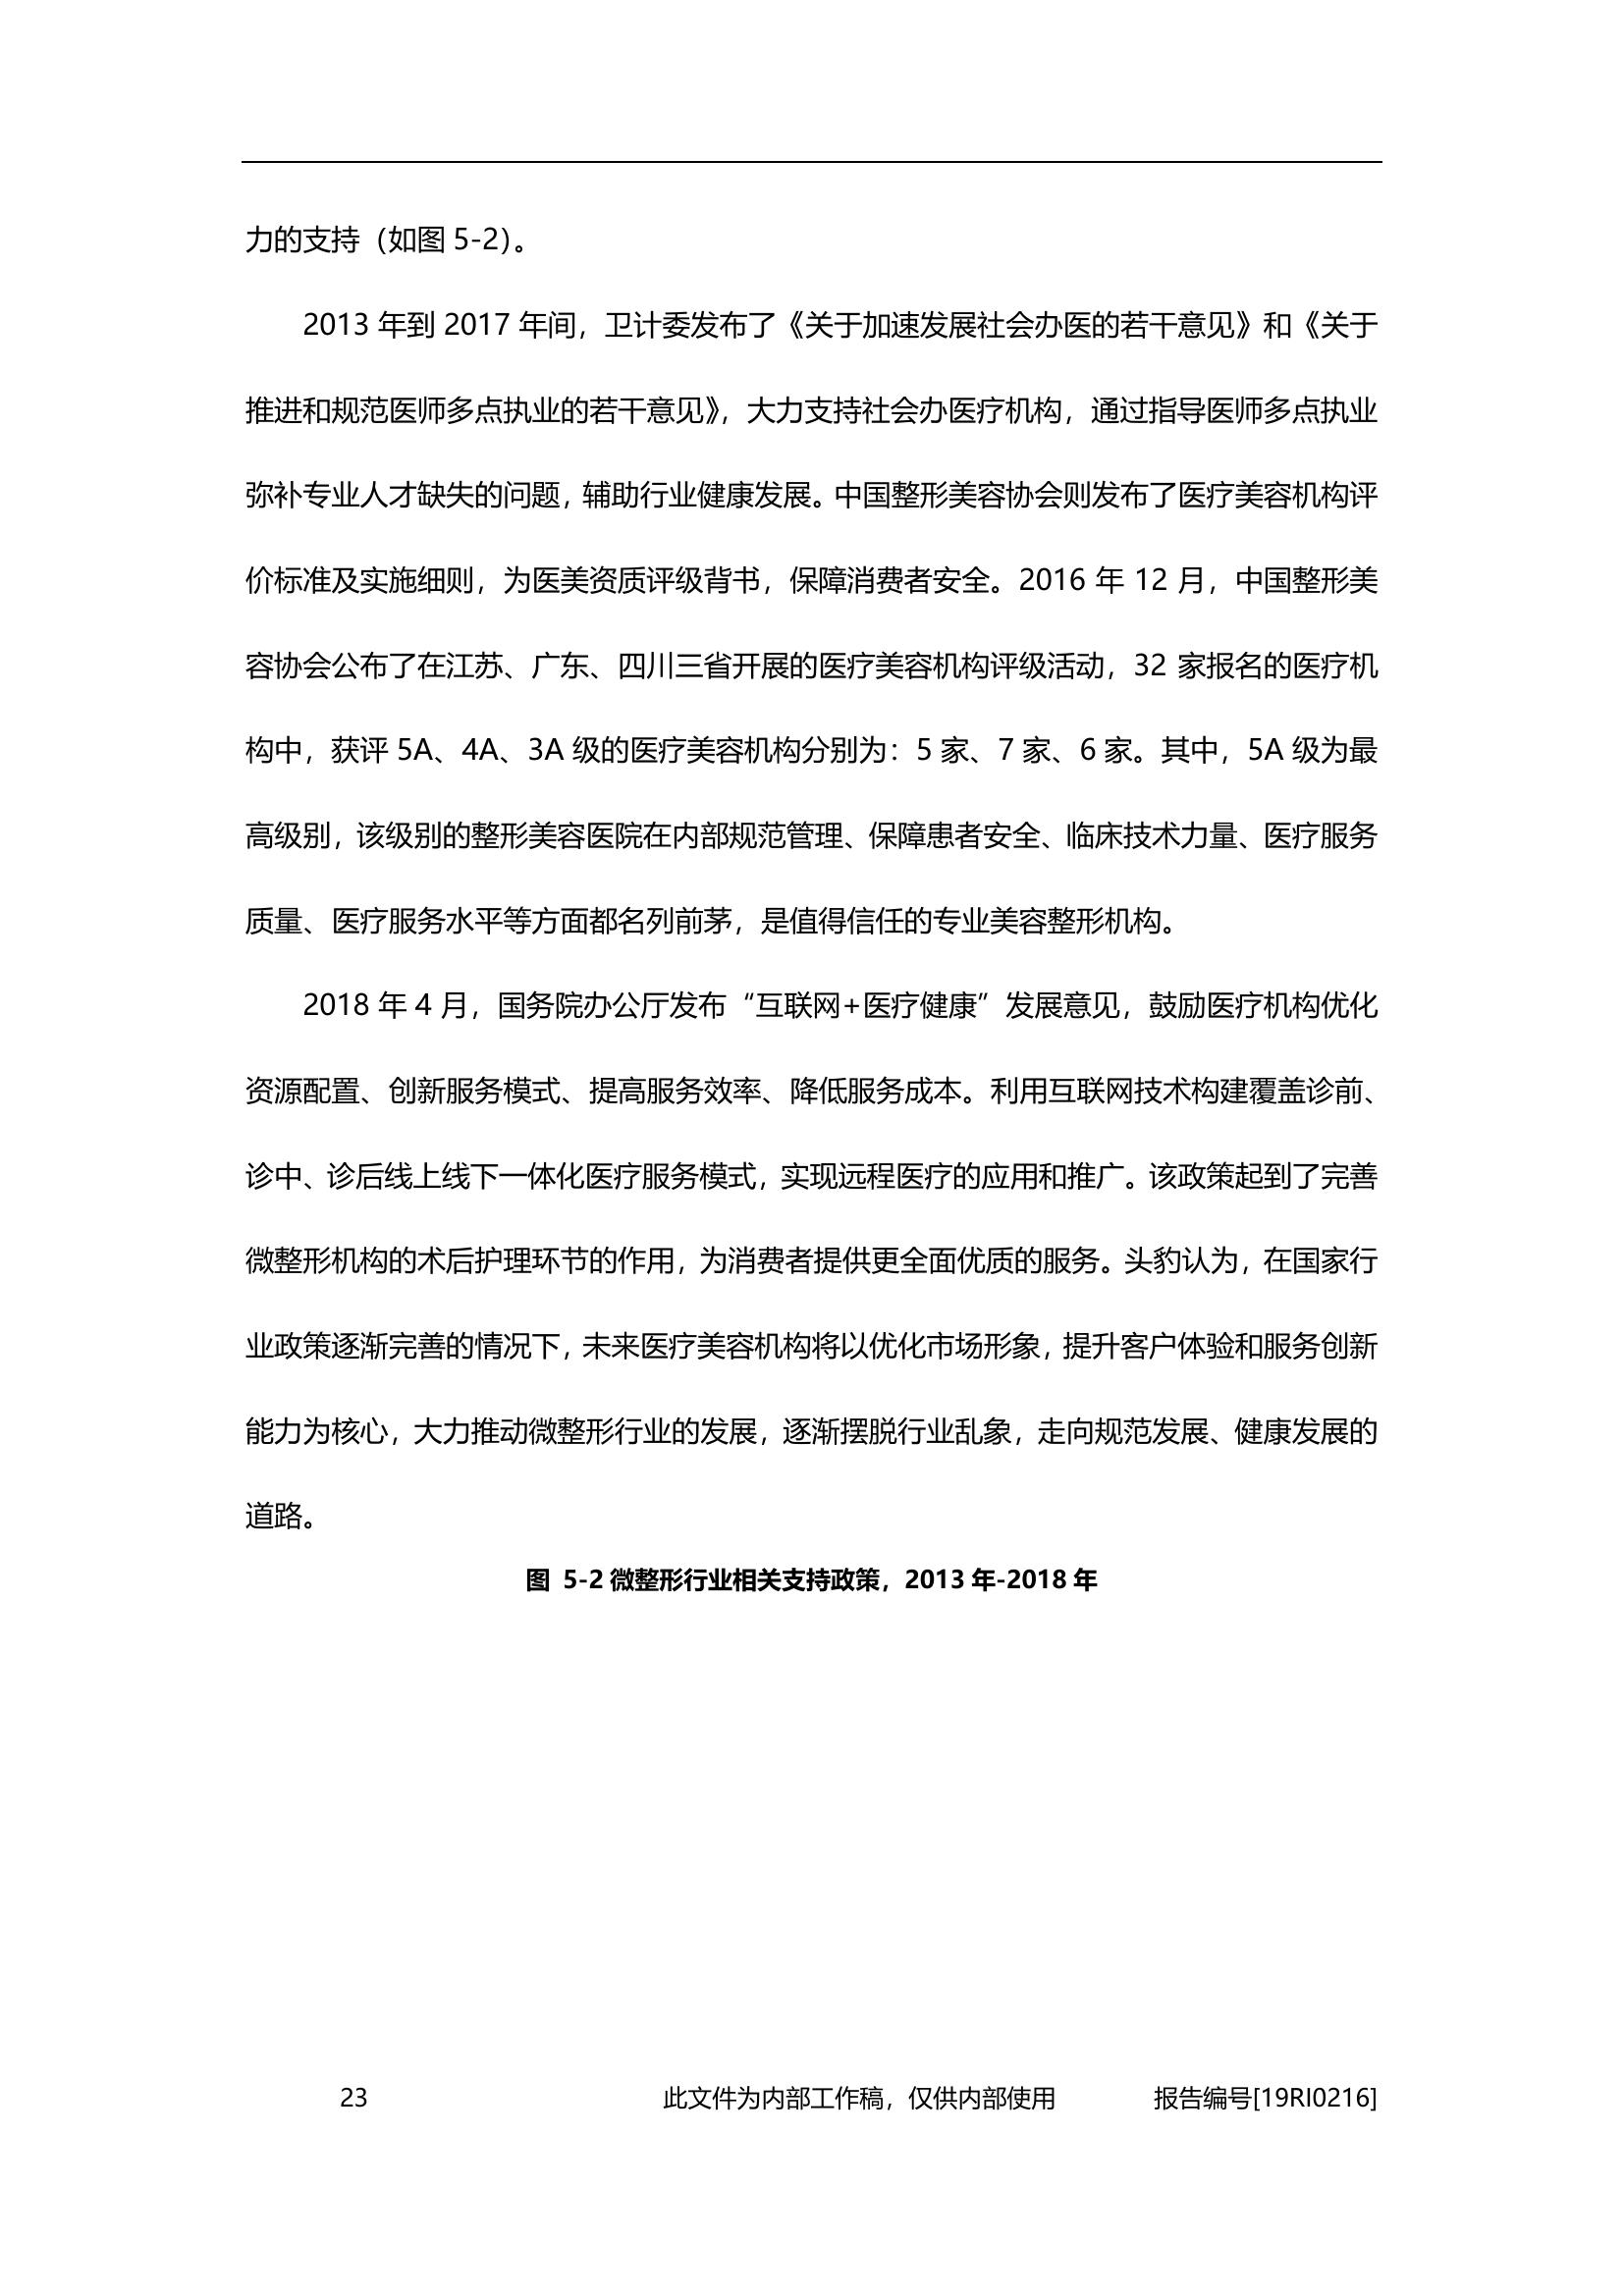 力的支持（如图 5-2）。
2013 年到 2017 年间，卫计委发布了《关于加速发展社会办医的若干意见》和《关于
推进和规范医师多点执业的若干意见》，大力支持社会办医疗机构，通过指导医师多点执业
弥补专业人才缺失的问题，辅助行业健康发展。中国整形美容协会则发布了医疗美容机构评
价标准及实施细则，为医美资质评级背书，保障消费者安全。2016 年 12 月，中国整形美
容协会公布了在江苏、广东、四川三省开展的医疗美容机构评级活动，32 家报名的医疗机
构中，获评 5A、4A、3A 级的医疗美容机构分别为：5 家、7 家、6 家。其中，5A 级为最
高级别，该级别的整形美容医院在内部规范管理、保障患者安全、临床技术力量、医疗服务
质量、医疗服务水平等方面都名列前茅，是值得信任的专业美容整形机构。
2018 年 4 月，国务院办公厅发布“互联网+医疗健康”发展意见，鼓励医疗机构优化
资源配置、创新服务模式、提高服务效率、降低服务成本。利用互联网技术构建覆盖诊前、
诊中、诊后线上线下一体化医疗服务模式，实现远程医疗的应用和推广。该政策起到了完善
微整形机构的术后护理环节的作用，为消费者提供更全面优质的服务。头豹认为，在国家行
业政策逐渐完善的情况下，未来医疗美容机构将以优化市场形象，提升客户体验和服务创新
能力为核心，大力推动微整形行业的发展，逐渐摆脱行业乱象，走向规范发展、健康发展的
道路。
图 5-2 微整形行业相关支持政策，2013 年-2018 年
23 此文件为内部工作稿，仅供内部使用 报告编号[19RI0216]